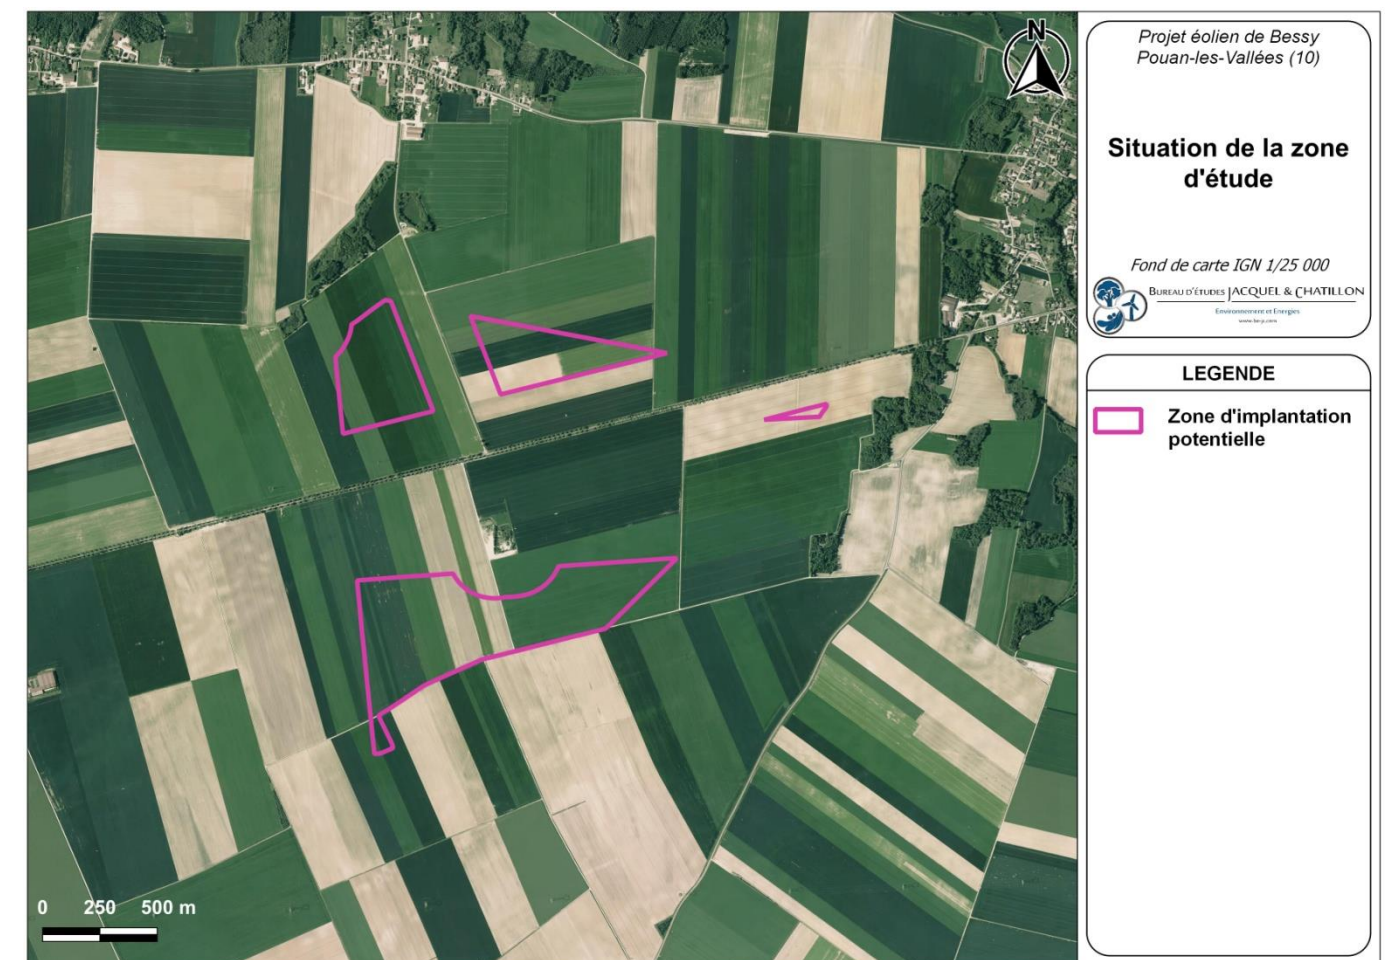 N
Projet éolien de Bessy
Pouan-les-Vallées (10)
Situation de la zone
d'étude
Fond de carte IGN 1/25 000
BUREAU D'ÉTUDES JACQUEL & CHATILLON
Environnement et Energies
LEGENDE
Zone d'implantation
potentielle
0 250 500 m